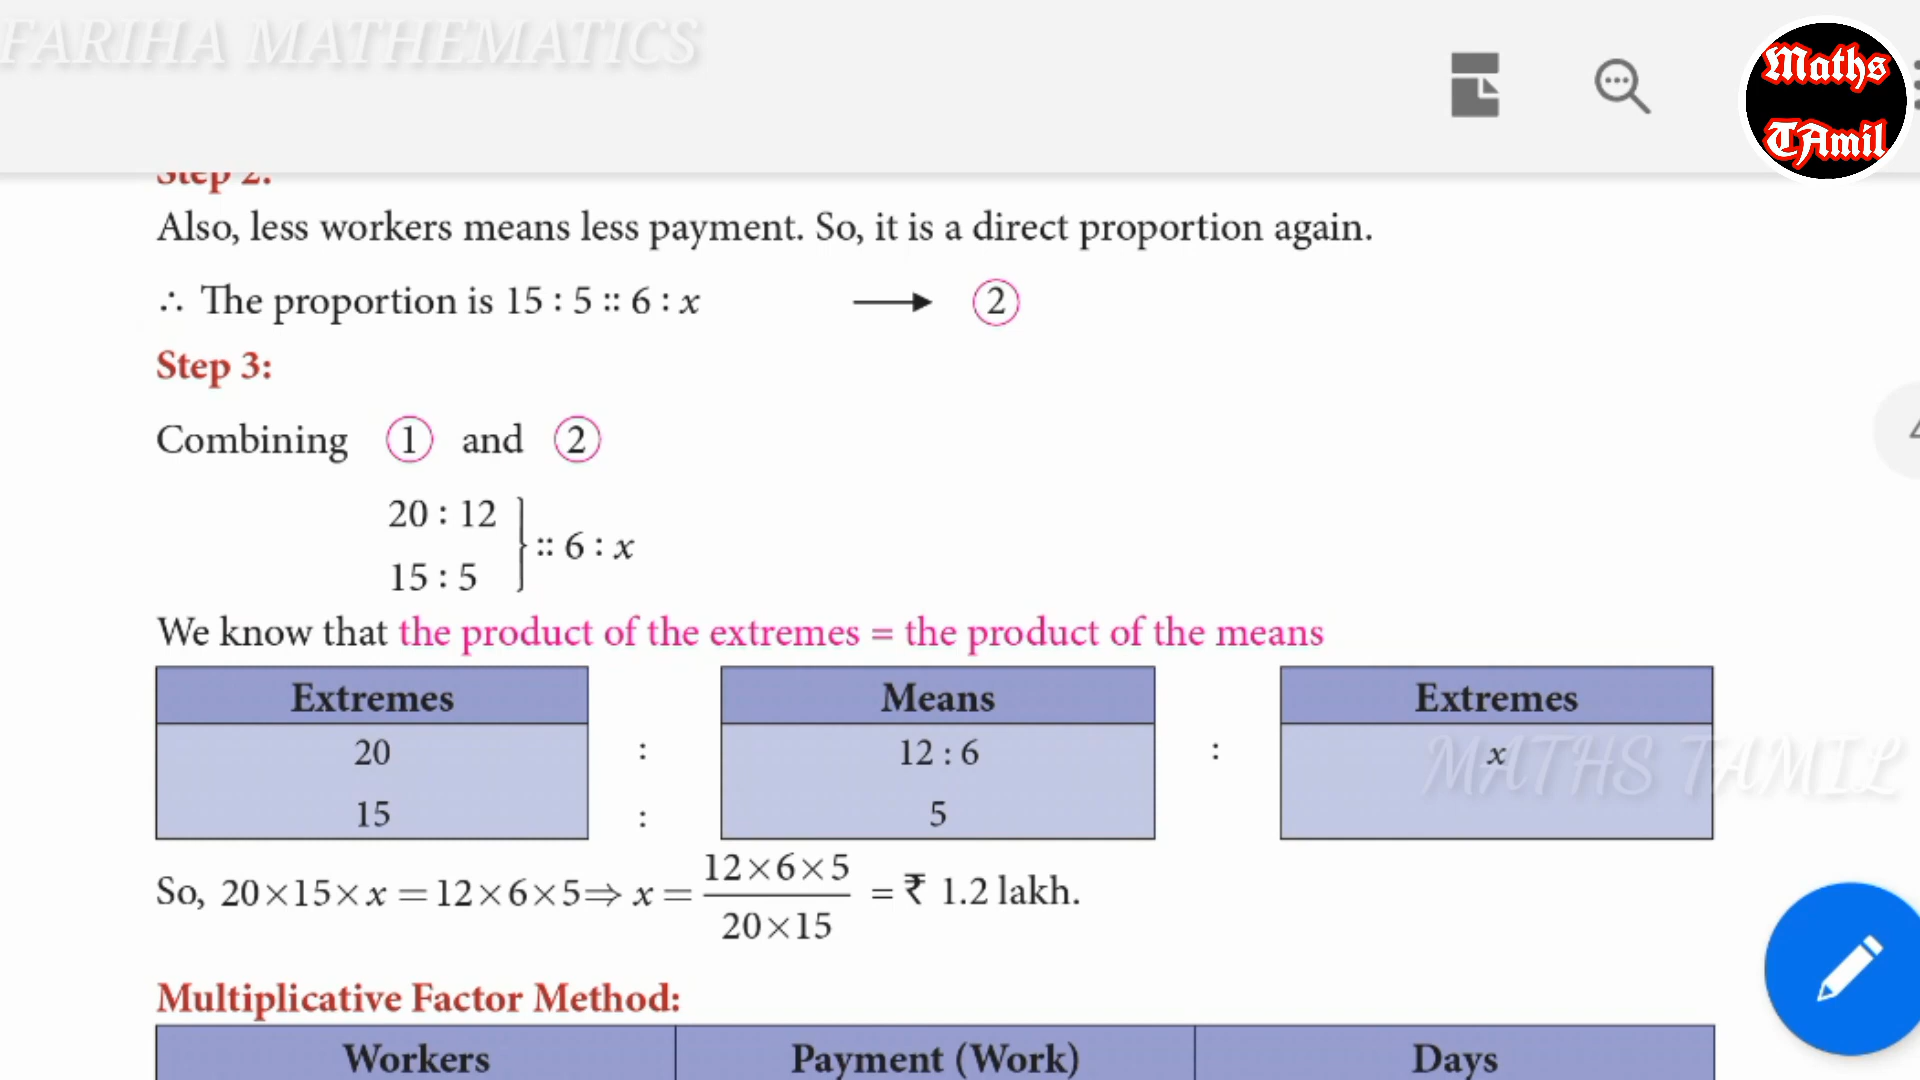 FARIHA MATHEMATICS
Maths
TAmil
Step 2:
Also, less workers means less payment. So, it is a direct proportion again.
∴ The proportion is 15 : 5 :: 6 : x ⟶ ②
Step 3:
Combining ① and ②
20 : 12
15 : 5 } :: 6 : x
We know that the product of the extremes = the product of the means
Extremes Means Extremes
20 : 12 : 6 : x
MATHS TAMIL
15 : 5
So, 20×15×x = 12×6×5 ⇒ x = (12×6×5)/(20×15) = ₹ 1.2 lakh.
Multiplicative Factor Method:
Workers Payment (Work) Days